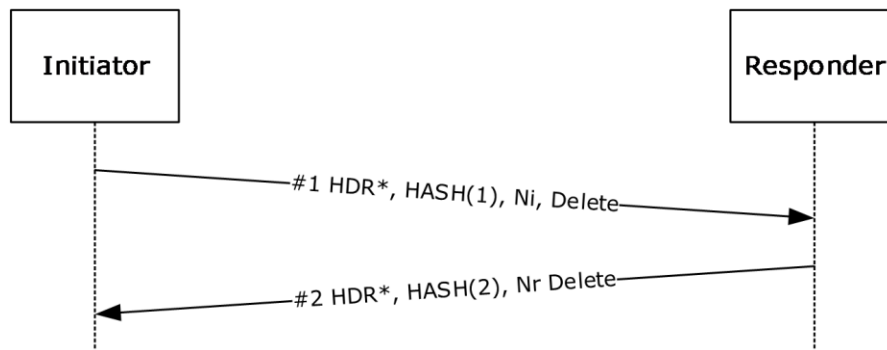 Initiator
Responder
#1 HDR*, HASH(1), Ni, Delete
#2 HDR*, HASH(2), Nr Delete